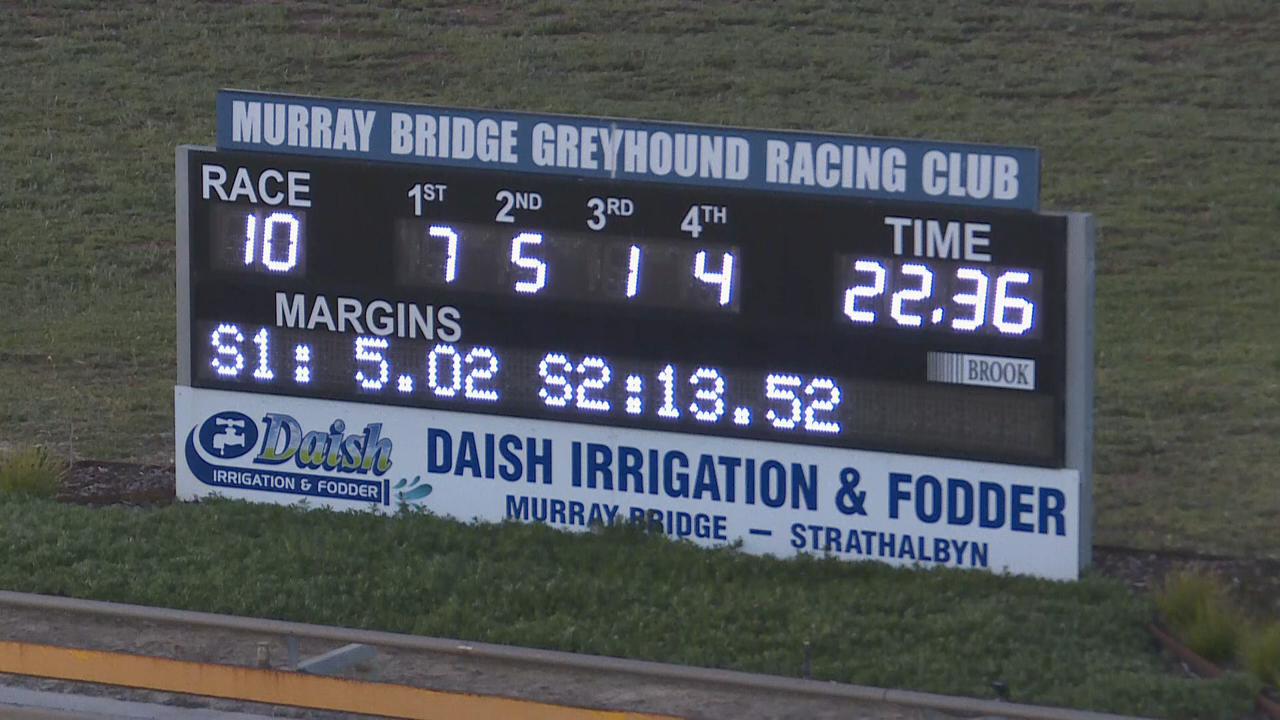 MURRAY BRIDGE GREYHOUND RACING CLUB
RACE 1ST 2ND 3RD 4TH TIME
10 7 5 1 4 22.36
MARGINS
S1: 5.02 S2:13.52
BROOK
Daish
IRRIGATION & FODDER
DAISH IRRIGATION & FODDER
MURRAY BRIDGE – STRATHALBYN